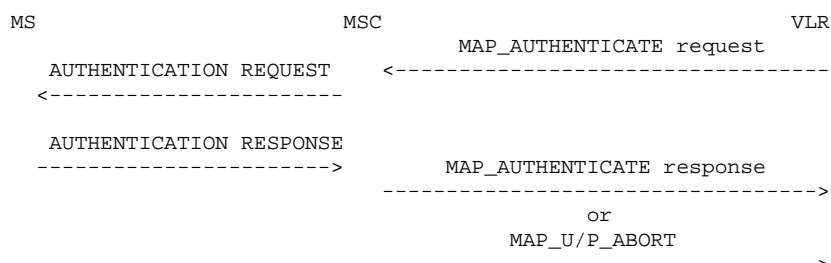 MS MSC VLR
MAP_AUTHENTICATE request
AUTHENTICATION REQUEST <---------------------------------
<------------------------
AUTHENTICATION RESPONSE
------------------------> MAP_AUTHENTICATE response
--------------------------------->
or
MAP_U/P_ABORT
>